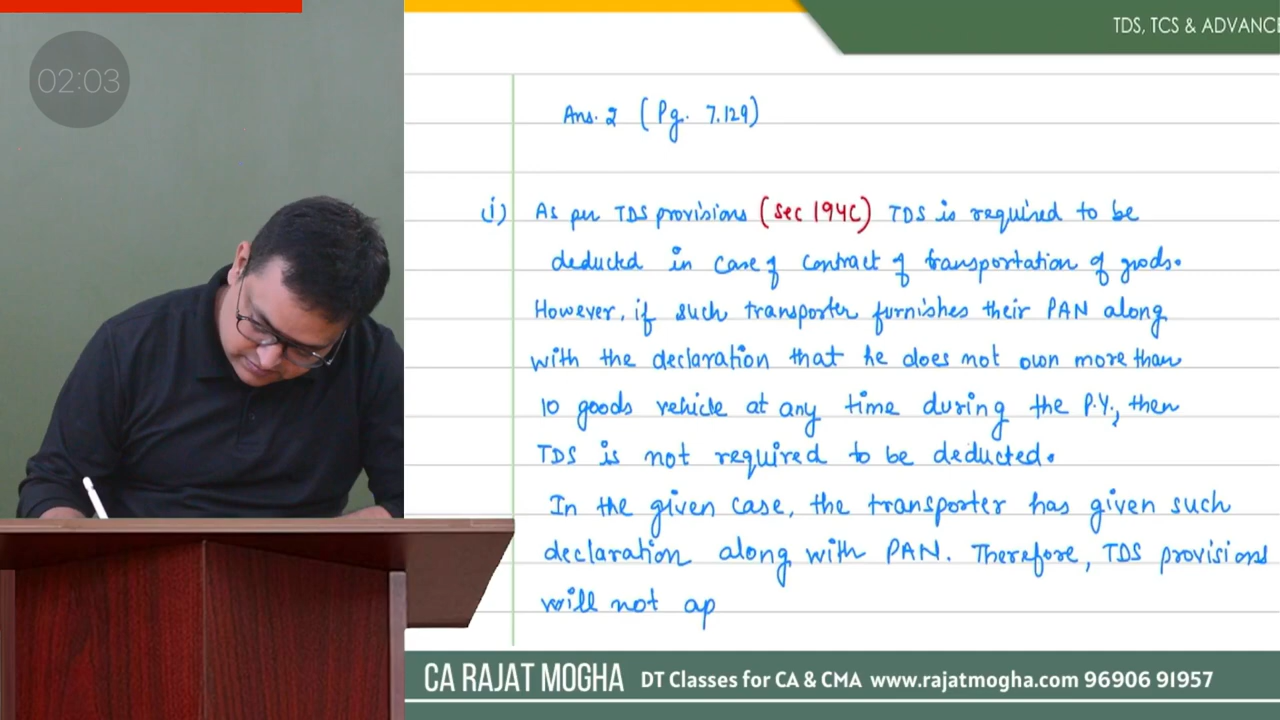 02:03
TDS, TCS & ADVANCE
Ans. 2 (Pg. 7.129)
(i) As per TDS provisions (sec 194C) TDS is required to be
deducted in case of contract of transportation of goods.
However, if such transporter furnishes their PAN along
with the declaration that he does not own more than
10 goods vehicle at any time during the P.Y., then
TDS is not required to be deducted.
In the given case, the transporter has given such
declaration along with PAN. Therefore, TDS provisions
will not ap
CA RAJAT MOGHA DT Classes for CA & CMA www.rajatmogha.com 96906 91957